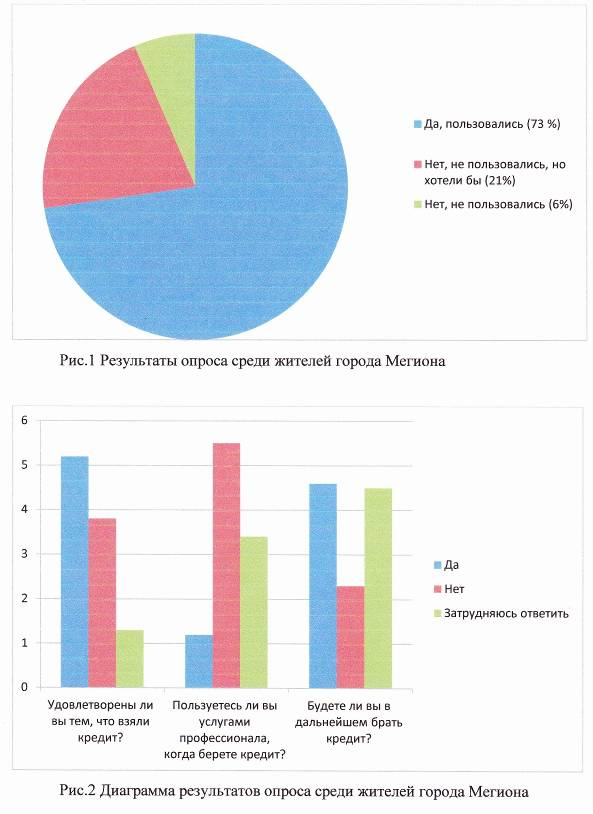 Да, пользовались (73 %)
Нет, не пользовались, но
хотели бы (21%)
Нет, не пользовались (6%)
Рис.1 Результаты опроса среди жителей города Мегиона
6
5
4
3
2
1
0
Удовлетворены ли
вы тем, что взяли
кредит?
Пользуетесь ли вы
услугами
профессионала,
когда берете кредит?
Будете ли вы в
дальнейшем брать
кредит?
Да
Нет
Затрудняюсь ответить
Рис.2 Диаграмма результатов опроса среди жителей города Мегиона